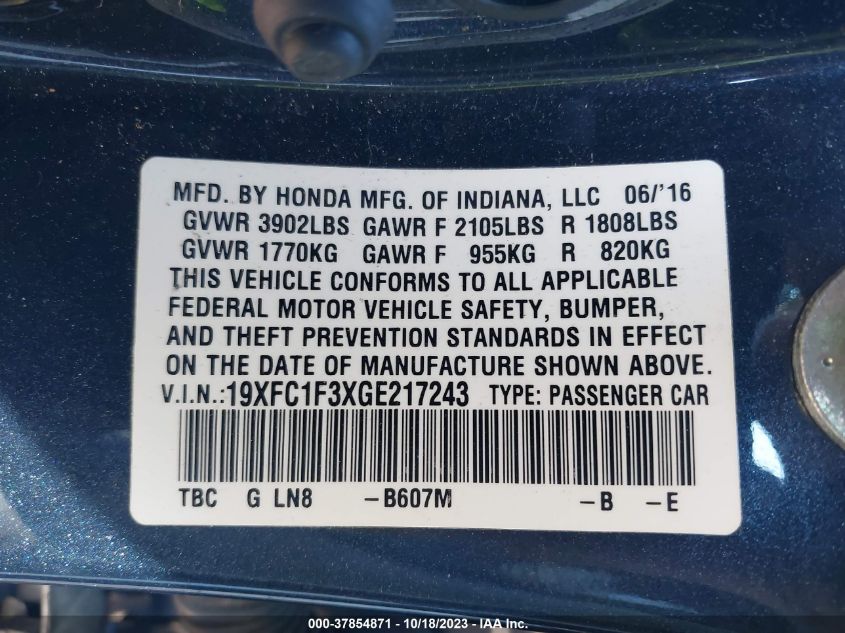 MFD. BY HONDA MFG. OF INDIANA, LLC 06/'16
GVWR 3902LBS GAWR F 2105LBS R 1808LBS
GVWR 1770KG GAWR F 955KG R 820KG
THIS VEHICLE CONFORMS TO ALL APPLICABLE
FEDERAL MOTOR VEHICLE SAFETY, BUMPER,
AND THEFT PREVENTION STANDARDS IN EFFECT
ON THE DATE OF MANUFACTURE SHOWN ABOVE.
V.I.N.:19XFC1F3XGE217243 TYPE: PASSENGER CAR
TBC G LN8 -B607M -B -E
000-37854871 - 10/18/2023 - IAA Inc.